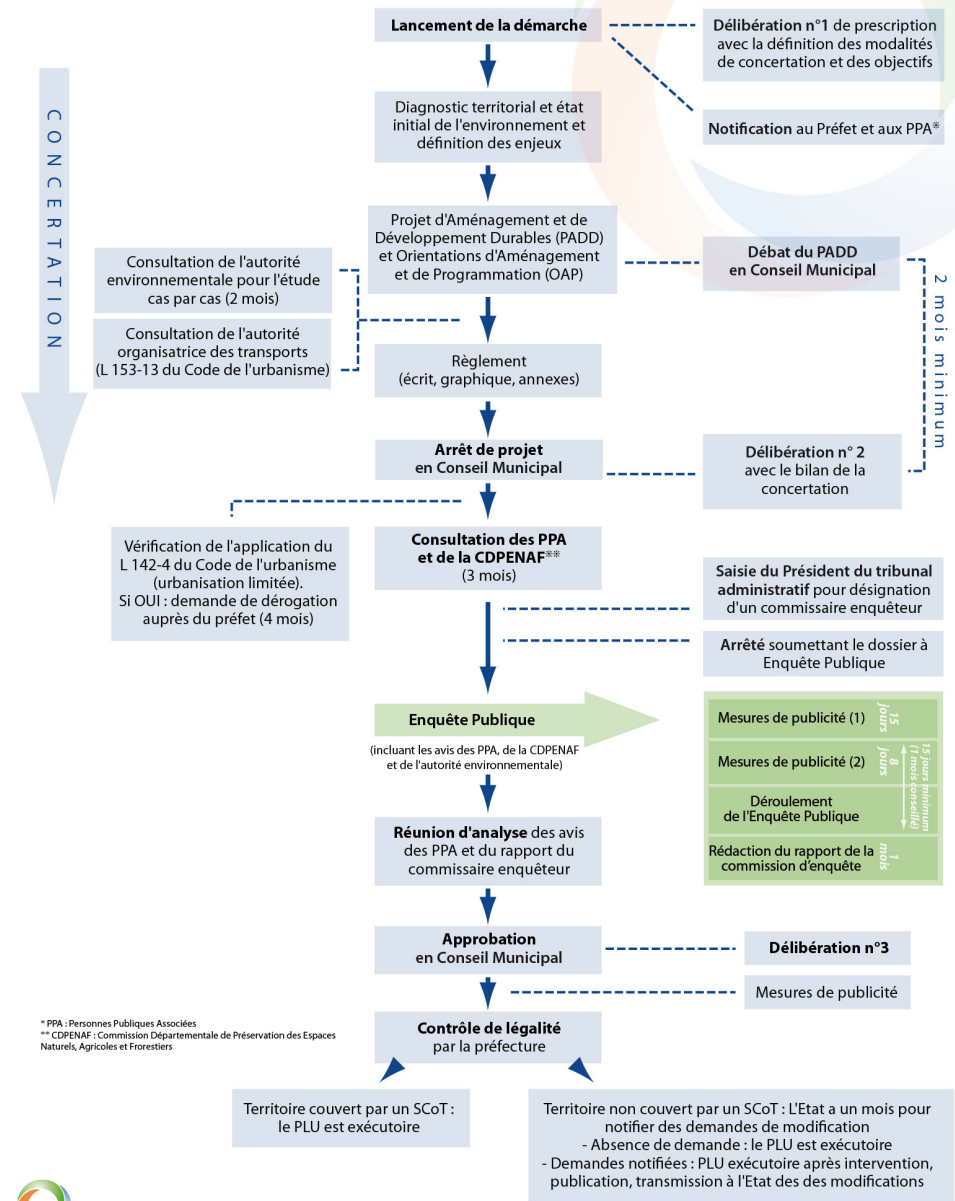 Lancement de la démarche
Délibération n°1 de prescription
avec la définition des modalités
de concertation et des objectifs
Notification au Préfet et aux PPA*
CONCERTATION
Diagnostic territorial et état
initial de l'environnement et
définition des enjeux
Projet d'Aménagement et de
Développement Durables (PADD)
et Orientations d'Aménagement
et de Programmation (OAP)
Débat du PADD
en Conseil Municipal
2 mois minimum
Consultation de l'autorité
environnementale pour l'étude
cas par cas (2 mois)
Consultation de l'autorité
organisatrice des transports
(L 153-13 du Code de l'urbanisme)
Règlement
(écrit, graphique, annexes)
Arrêt de projet
en Conseil Municipal
Délibération n° 2
avec le bilan de la
concertation
Vérification de l'application du
L 142-4 du Code de l'urbanisme
(urbanisation limitée).
Si OUI : demande de dérogation
auprès du préfet (4 mois)
Consultation des PPA
et de la CDPENAF**
(3 mois)
Saisie du Président du tribunal
administratif pour désignation
d'un commissaire enquêteur
Arrêté soumettant le dossier à
Enquête Publique
Enquête Publique
(incluant les avis des PPA, de la CDPENAF
et de l'autorité environnementale)
Mesures de publicité (1)
15
jours
Mesures de publicité (2)
8
jours
15 jours minimum
(1 mois conseillé)
Déroulement
de l'Enquête Publique
Rédaction du rapport de la
commission d'enquête
1
mois
Réunion d'analyse des avis
des PPA et du rapport du
commissaire enquêteur
Approbation
en Conseil Municipal
Délibération n°3
Mesures de publicité
Contrôle de légalité
par la préfecture
* PPA : Personnes Publiques Associées
** CDPENAF : Commission Départementale de Préservation des Espaces
Naturels, Agricoles et Frorestiers
Territoire couvert par un SCoT :
le PLU est exécutoire
Territoire non couvert par un SCoT : L'Etat a un mois pour
notifier des demandes de modification
- Absence de demande : le PLU est exécutoire
- Demandes notifiées : PLU exécutoire après intervention,
publication, transmission à l'Etat des des modifications